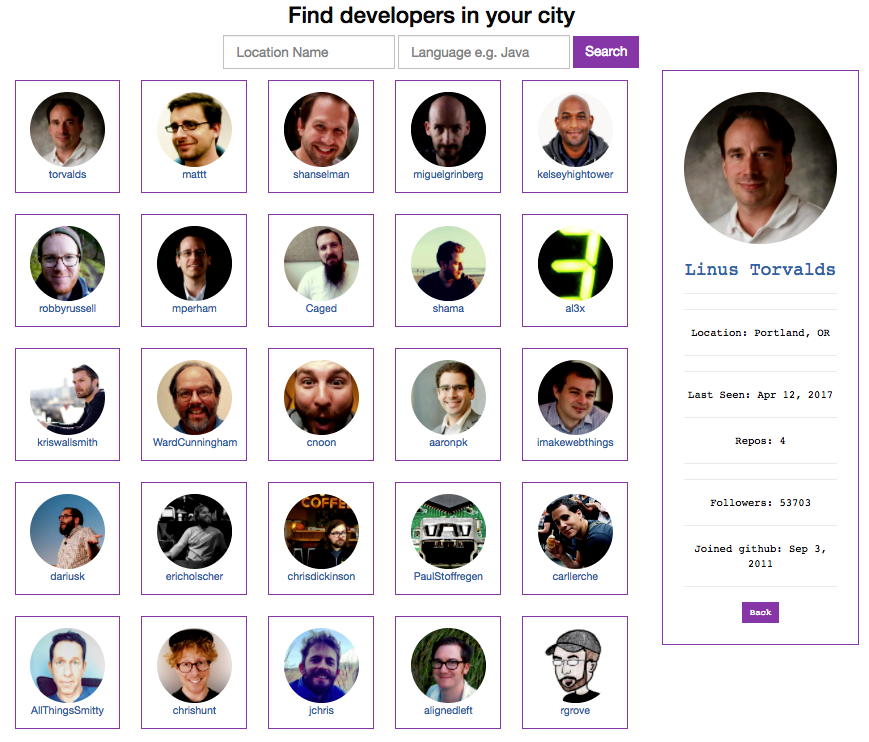 Find developers in your city
Location Name
Language e.g. Java
Search
torvalds
mattt
shanselman
miguelgrinberg
kelseyhightower
robbyrussell
mperham
Caged
shama
al3x
kriswallsmith
WardCunningham
cnoon
aaronpk
imakewebthings
dariusk
ericholscher
COFFE
chrisdickinson
PaulStoffregen
carllerche
AllThingsSmitty
chrishunt
jchris
alignedleft
rgrove
Linus Torvalds
Location: Portland, OR
Last Seen: Apr 12, 2017
Repos: 4
Followers: 53703
Joined github: Sep 3,
2011
Back